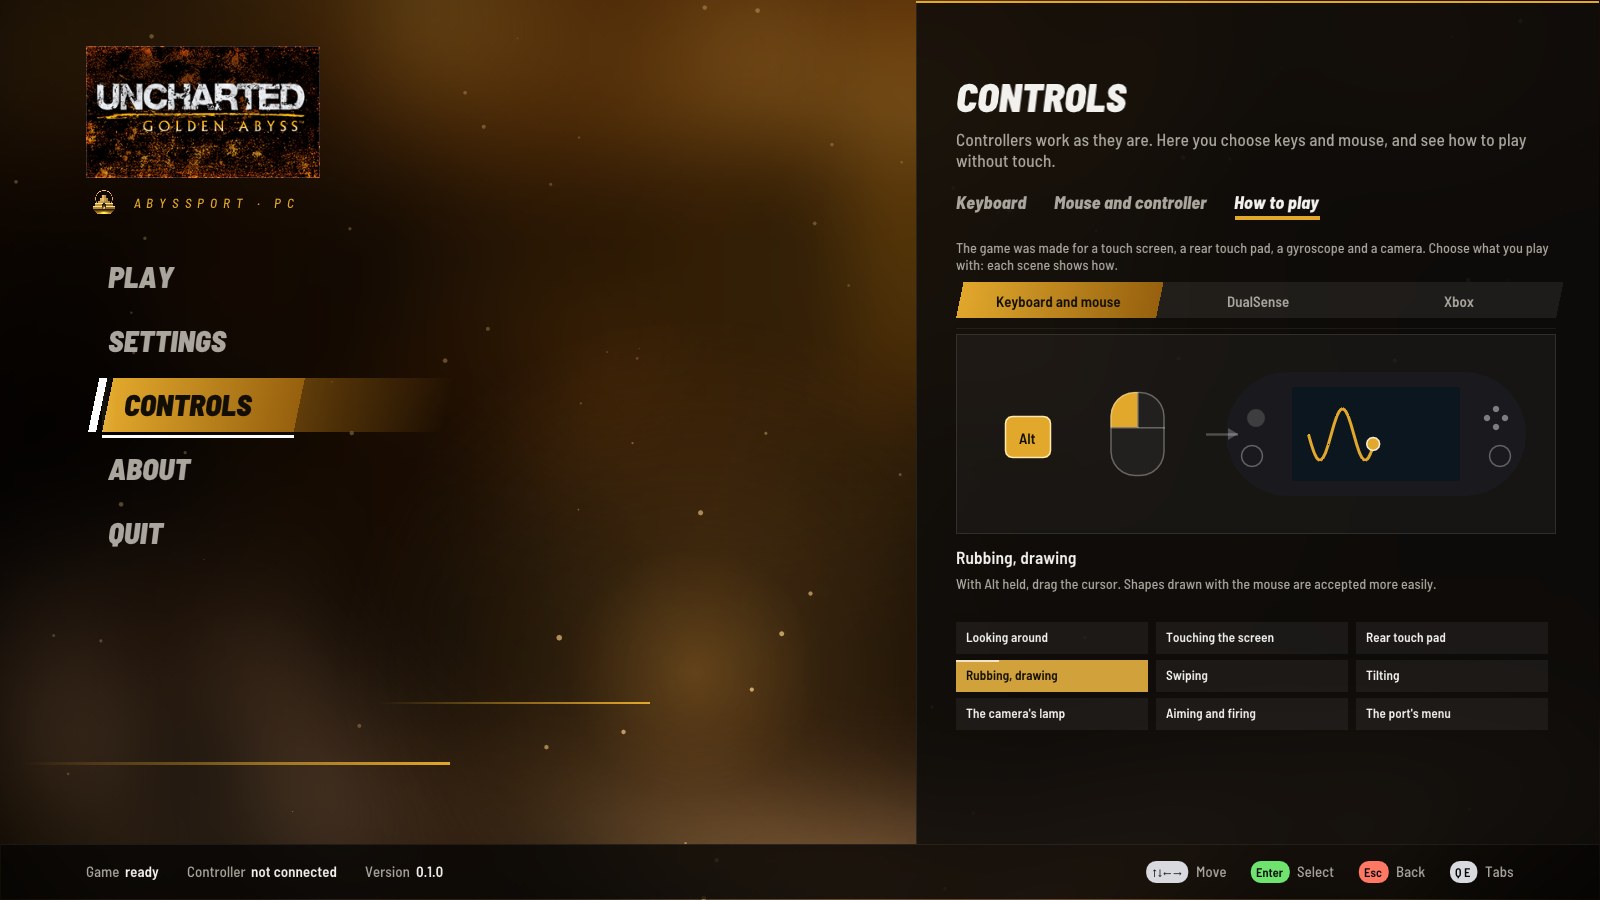 UNCHARTED
GOLDEN ABYSS
ABYSSPORT · PC
PLAY
SETTINGS
CONTROLS
ABOUT
QUIT
CONTROLS
Controllers work as they are. Here you choose keys and mouse, and see how to play
without touch.
Keyboard Mouse and controller How to play
The game was made for a touch screen, a rear touch pad, a gyroscope and a camera. Choose what you play
with: each scene shows how.
Keyboard and mouse DualSense Xbox
Alt
Rubbing, drawing
With Alt held, drag the cursor. Shapes drawn with the mouse are accepted more easily.
Looking around Touching the screen Rear touch pad
Rubbing, drawing Swiping Tilting
The camera's lamp Aiming and firing The port's menu
Game ready Controller not connected Version 0.1.0
↑↓←→ Move Enter Select Esc Back Q E Tabs